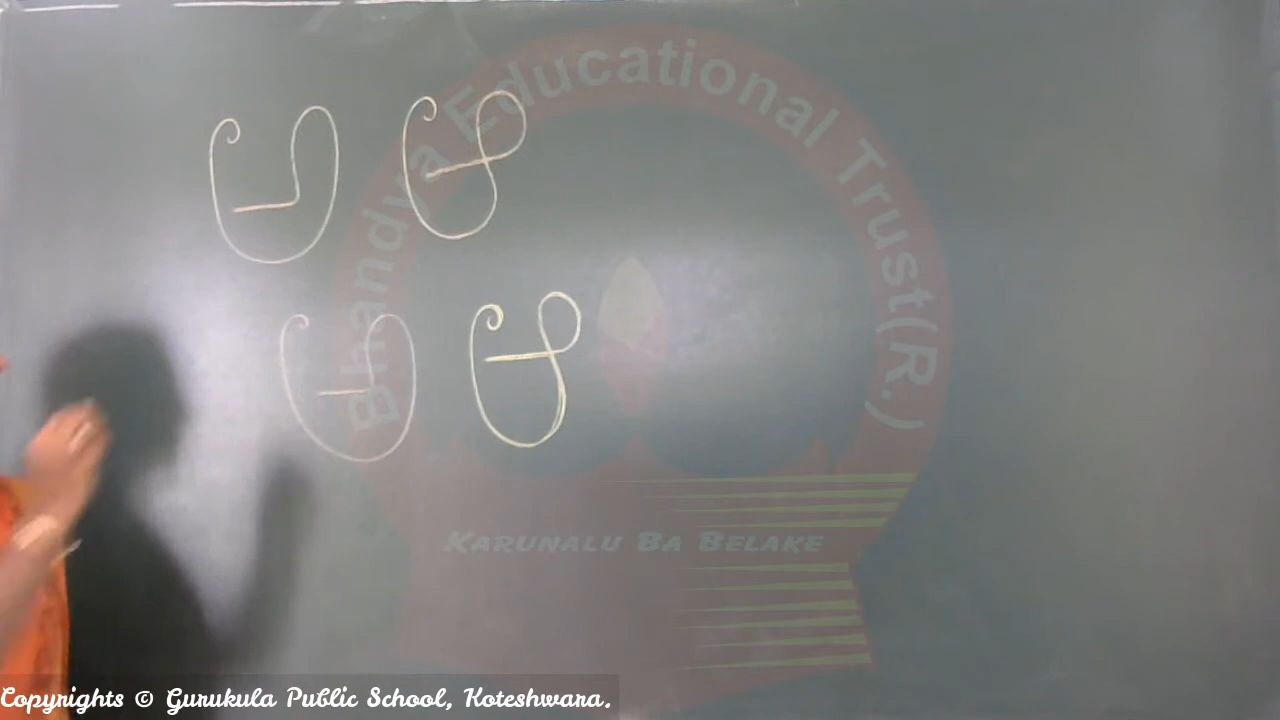 ಅ ಆ
ಅ ಆ
Bhandya Educational Trust(R.)
KARUNALU BA BELAKE
Copyrights © Gurukula Public School, Koteshwara.